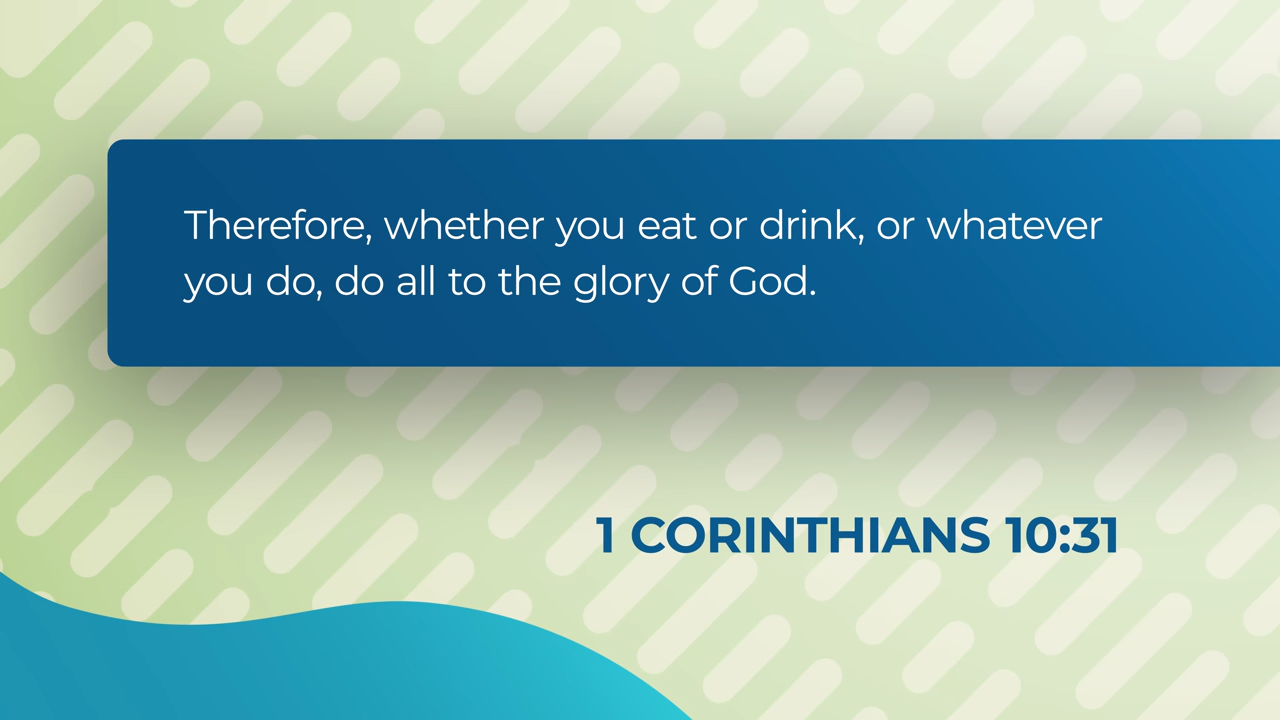 Therefore, whether you eat or drink, or whatever
you do, do all to the glory of God.
1 CORINTHIANS 10:31